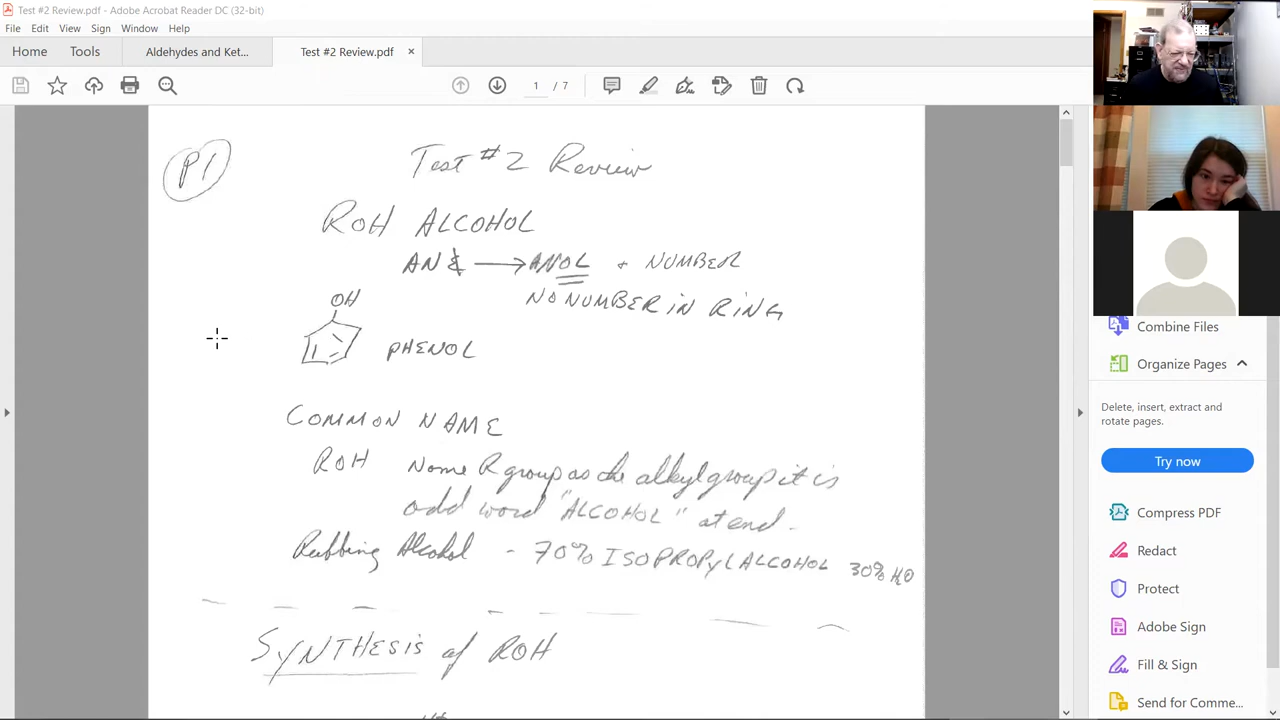 Test #2 Review.pdf - Adobe Acrobat Reader DC (32-bit)
File Edit View Sign Window Help
Home Tools Aldehydes and Ket... Test #2 Review.pdf
1 / 7
P1
Test #2 Review
ROH ALCOHOL
ANE → ANOL + NUMBER
NO NUMBER IN RING
OH
PHENOL
COMMON NAME
ROH Name R group as the alkyl group it is
add word "ALCOHOL" at end.
Rubbing Alcohol - 70% ISOPROPYL ALCOHOL 30% H2O
SYNTHESIS of ROH
Combine Files
Organize Pages
Delete, insert, extract and
rotate pages.
Try now
Compress PDF
Redact
Protect
Adobe Sign
Fill & Sign
Send for Comme...